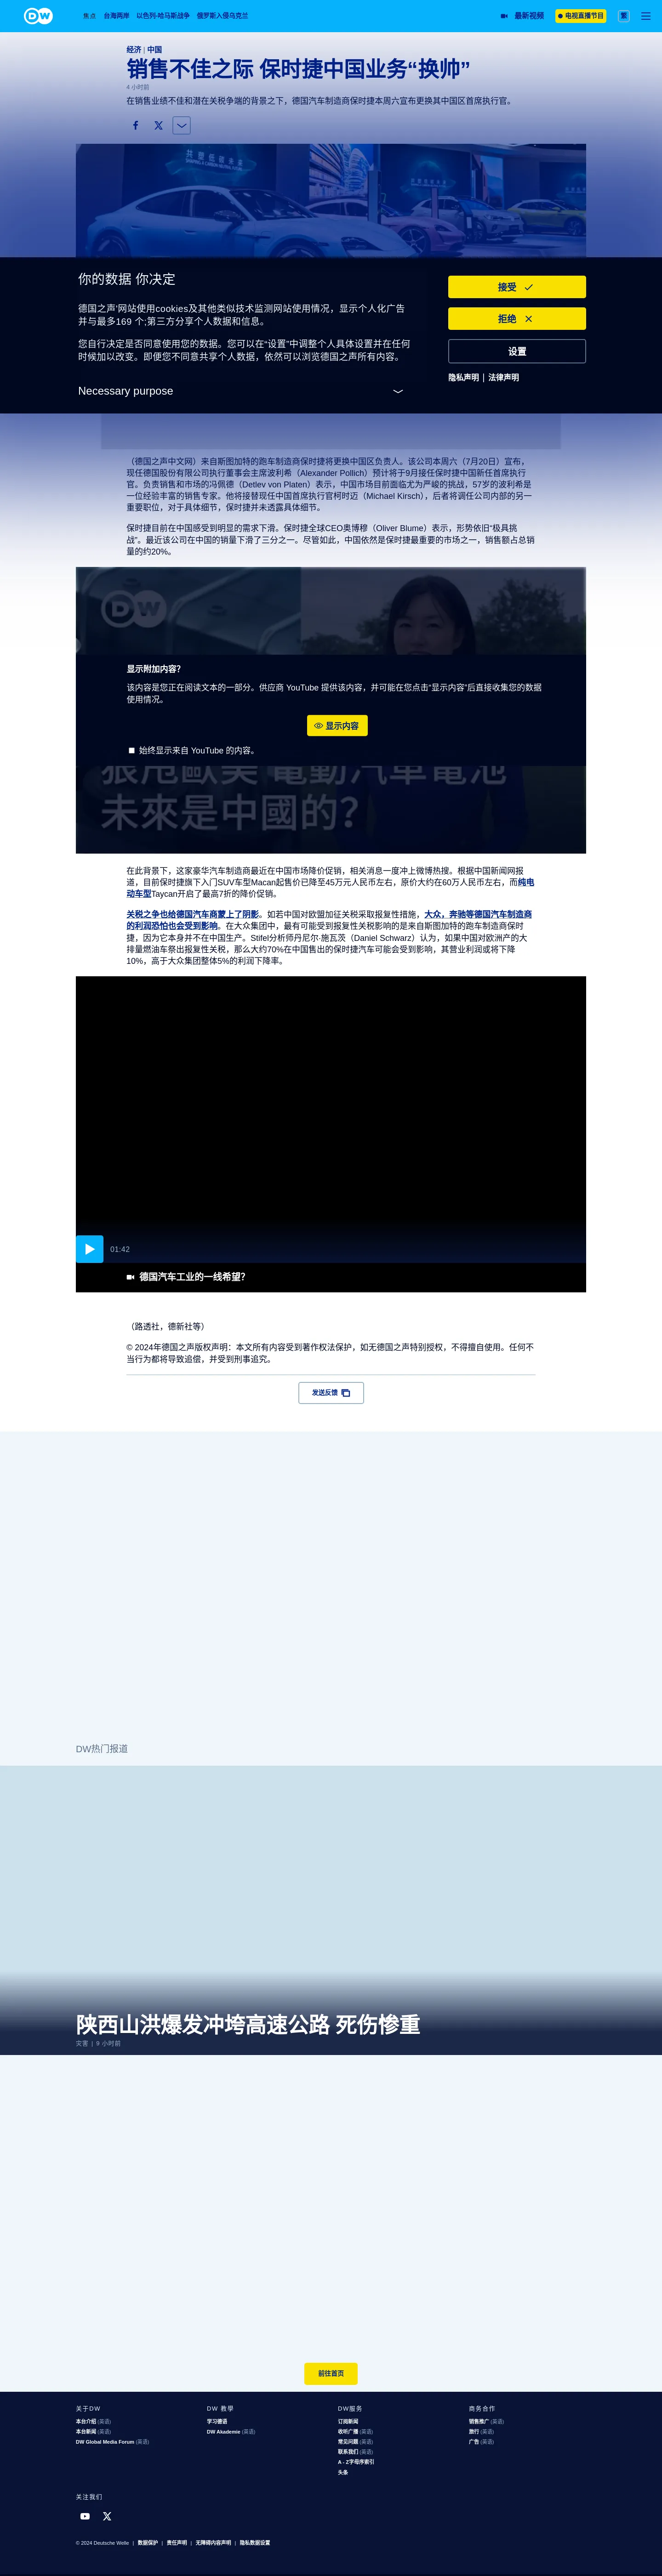 DW
焦点 台海两岸 以色列-哈马斯战争 俄罗斯入侵乌克兰
最新视频 电视直播节目 繁
经济 | 中国
销售不佳之际 保时捷中国业务“换帅”
4 小时前
在销售业绩不佳和潜在关税争端的背景之下，德国汽车制造商保时捷本周六宣布更换其中国区首席执行官。
你的数据 你决定
德国之声'网站使用cookies及其他类似技术监测网站使用情况，显示个人化广告
并与最多169 个;第三方分享个人数据和信息。
您自行决定是否同意使用您的数据。您可以在“设置”中调整个人具体设置并在任何
时候加以改变。即便您不同意共享个人数据，依然可以浏览德国之声所有内容。
Necessary purpose
接受
拒绝
设置
隐私声明 | 法律声明
（德国之声中文网）来自斯图加特的跑车制造商保时捷将更换中国区负责人。该公司本周六（7月20日）宣布，
现任德国股份有限公司执行董事会主席波利希（Alexander Pollich）预计将于9月接任保时捷中国新任首席执行
官。负责销售和市场的冯佩德（Detlev von Platen）表示，中国市场目前面临尤为严峻的挑战，57岁的波利希是
一位经验丰富的销售专家。他将接替现任中国首席执行官柯时迈（Michael Kirsch），后者将调任公司内部的另一
重要职位，对于具体细节，保时捷并未透露具体细节。
保时捷目前在中国感受到明显的需求下滑。保时捷全球CEO奥博穆（Oliver Blume）表示，形势依旧“极具挑
战”。最近该公司在中国的销量下滑了三分之一。尽管如此，中国依然是保时捷最重要的市场之一，销售额占总销
量的约20%。
DW
显示附加内容？
该内容是您正在阅读文本的一部分。供应商 YouTube 提供该内容，并可能在您点击“显示内容”后直接收集您的数据
使用情况。
显示内容
始终显示来自 YouTube 的内容。
狠甩歐美 電動汽車電池
未來是中國的？
在此背景下，这家豪华汽车制造商最近在中国市场降价促销，相关消息一度冲上微博热搜。根据中国新闻网报
道，目前保时捷旗下入门SUV车型Macan起售价已降至45万元人民币左右，原价大约在60万人民币左右，而纯电
动车型Taycan开启了最高7折的降价促销。
关税之争也给德国汽车商蒙上了阴影。如若中国对欧盟加征关税采取报复性措施，大众，奔驰等德国汽车制造商
的利润恐怕也会受到影响。在大众集团中，最有可能受到报复性关税影响的是来自斯图加特的跑车制造商保时
捷，因为它本身并不在中国生产。Stifel分析师丹尼尔·施瓦茨（Daniel Schwarz）认为，如果中国对欧洲产的大
排量燃油车祭出报复性关税，那么大约70%在中国售出的保时捷汽车可能会受到影响，其营业利润或将下降
10%，高于大众集团整体5%的利润下降率。
01:42
德国汽车工业的一线希望？
（路透社，德新社等）
© 2024年德国之声版权声明：本文所有内容受到著作权法保护，如无德国之声特别授权，不得擅自使用。任何不
当行为都将导致追偿，并受到刑事追究。
发送反馈
DW热门报道
陕西山洪爆发冲垮高速公路 死伤惨重
灾害 | 9 小时前
前往首页
关于DW
本台介绍 (英语)
本台新闻 (英语)
DW Global Media Forum (英语)
DW 教學
学习德语
DW Akademie (英语)
DW服务
订阅新闻
收听广播 (英语)
常见问题 (英语)
联系我们 (英语)
A - Z字母序索引
头条
商务合作
销售推广 (英语)
旅行 (英语)
广告 (英语)
关注我们
© 2024 Deutsche Welle | 数据保护 | 责任声明 | 无障碍内容声明 | 隐私数据设置